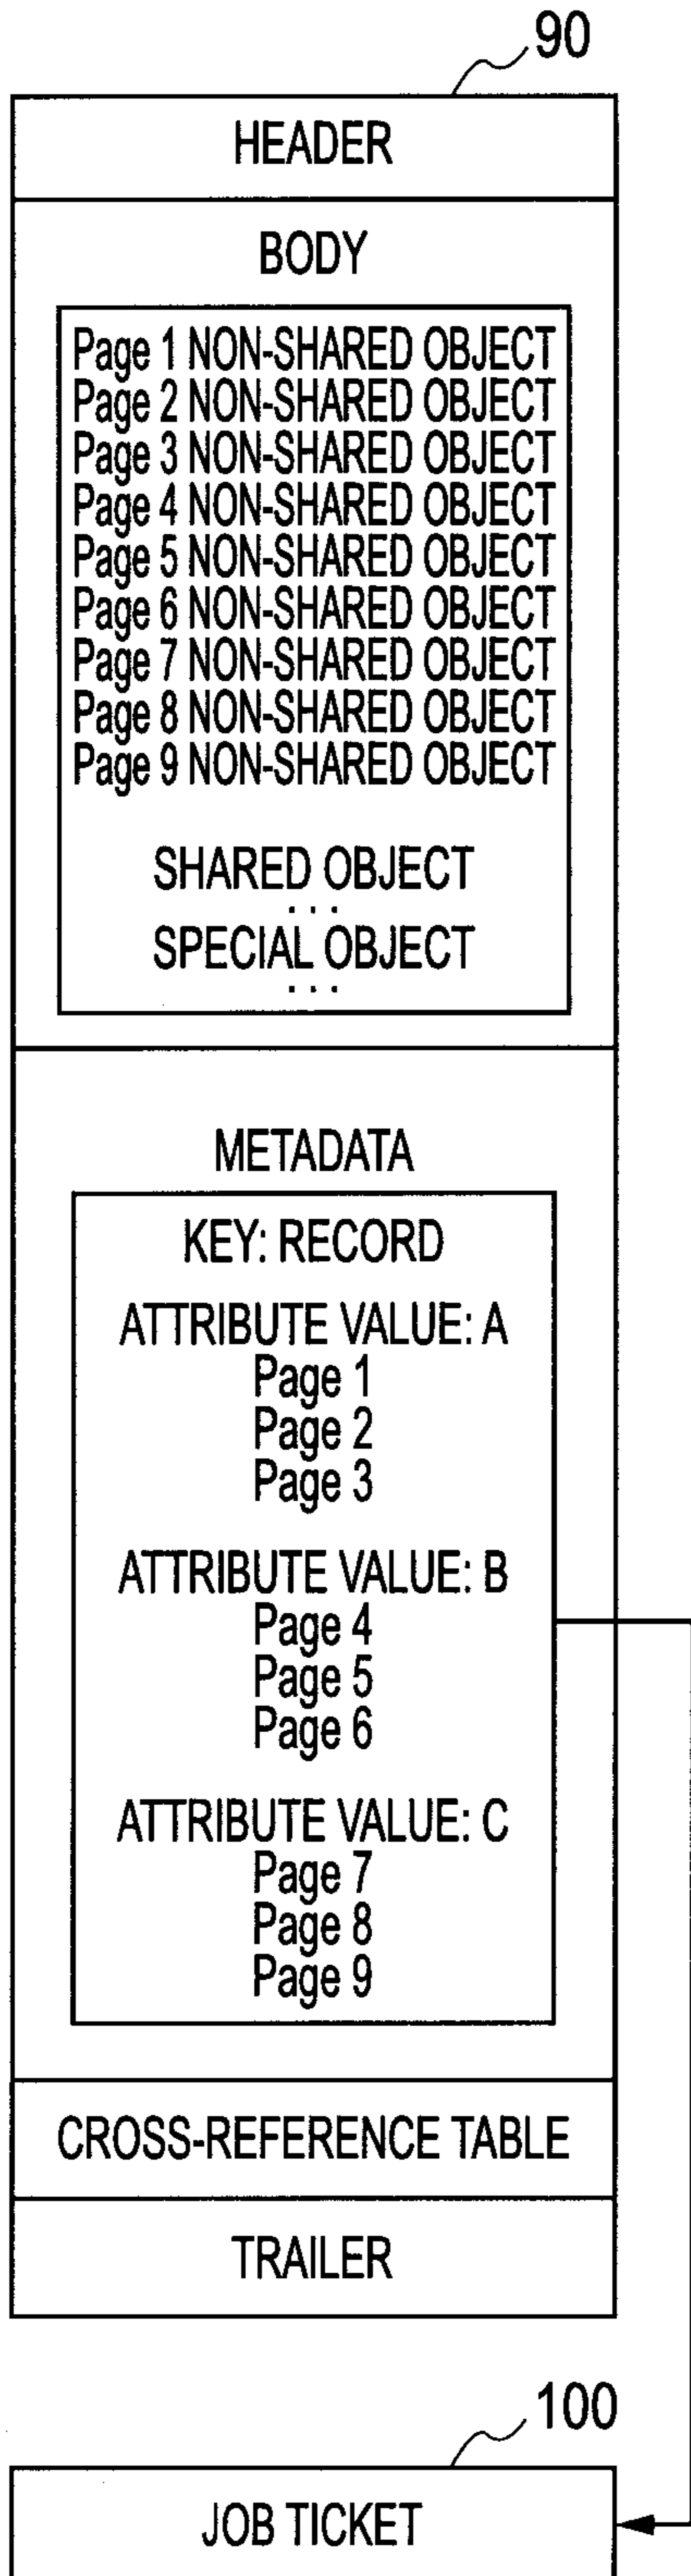 90
HEADER
BODY
Page 1 NON-SHARED OBJECT
Page 2 NON-SHARED OBJECT
Page 3 NON-SHARED OBJECT
Page 4 NON-SHARED OBJECT
Page 5 NON-SHARED OBJECT
Page 6 NON-SHARED OBJECT
Page 7 NON-SHARED OBJECT
Page 8 NON-SHARED OBJECT
Page 9 NON-SHARED OBJECT
SHARED OBJECT
...
SPECIAL OBJECT
...
METADATA
KEY: RECORD
ATTRIBUTE VALUE: A
Page 1
Page 2
Page 3
ATTRIBUTE VALUE: B
Page 4
Page 5
Page 6
ATTRIBUTE VALUE: C
Page 7
Page 8
Page 9
CROSS-REFERENCE TABLE
TRAILER
100
JOB TICKET